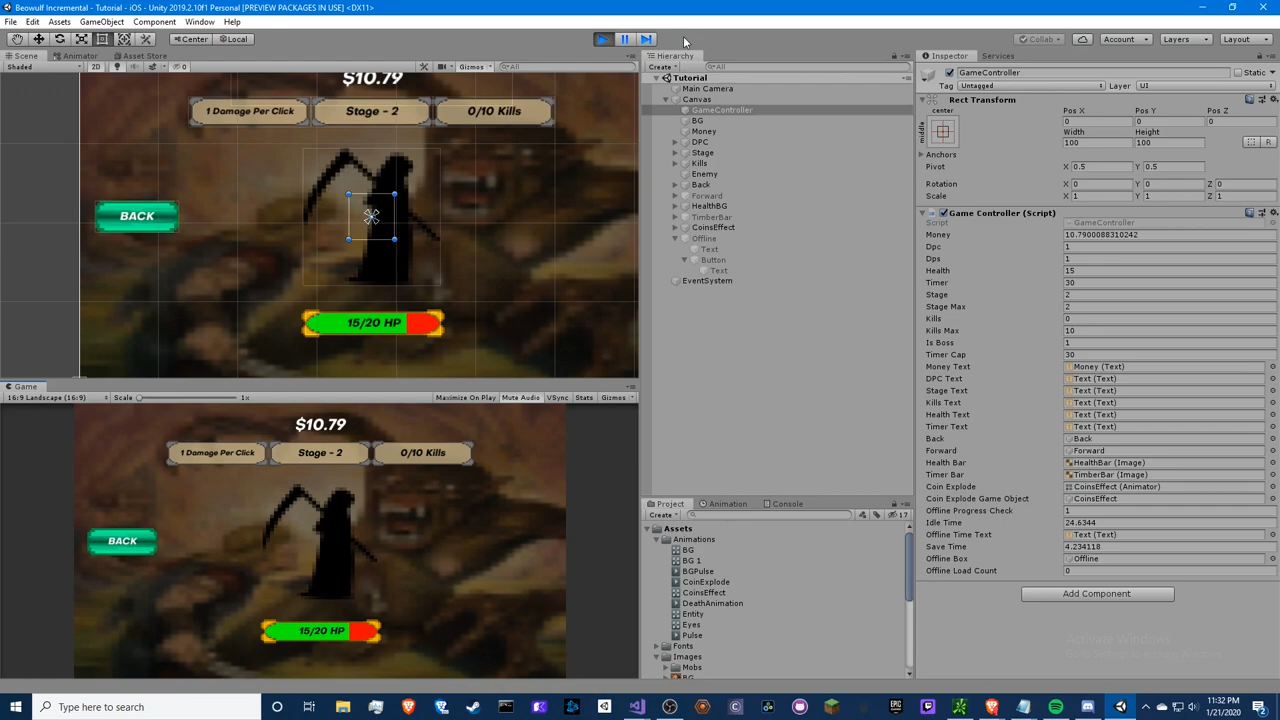 Beowulf Incremental - Tutorial - iOS - Unity 2019.2.10f1 Personal [PREVIEW PACKAGES IN USE] <DX11>
File Edit Assets GameObject Component Window Help
Center Local Collab Account Layers Layout
Scene Animator Asset Store
Shaded 2D Gizmos All
$10.79
1 Damage Per Click Stage - 2 0/10 Kills
BACK
15/20 HP
Game
16:9 Landscape (16:9) Scale 1x Maximize On Play Mute Audio VSync Stats Gizmos
$10.79
1 Damage Per Click Stage - 2 0/10 Kills
BACK
15/20 HP
Hierarchy
Create All
Tutorial
Main Camera
Canvas
GameController
BG
Money
DPC
Stage
Kills
Enemy
Back
Forward
HealthBG
TimberBar
CoinsEffect
Offline
Text
Button
Text
EventSystem
Project Animation Console
Create 17
Assets
Animations
BG
BG 1
BGPulse
CoinExplode
CoinsEffect
DeathAnimation
Entity
Eyes
Pulse
Fonts
Images
Mobs
BG
Inspector Services
GameController Static
Tag Untagged Layer UI
Rect Transform
middle center Pos X Pos Y Pos Z
0 0 0
Width Height
100 100 R
Anchors
Pivot X 0.5 Y 0.5
Rotation X 0 Y 0 Z 0
Scale X 1 Y 1 Z 1
Game Controller (Script)
Script GameController
Money 10.7900088310242
Dpc 1
Dps 1
Health 15
Timer 30
Stage 2
Stage Max 2
Kills 0
Kills Max 10
Is Boss 1
Timer Cap 30
Money Text Money (Text)
DPC Text Text (Text)
Stage Text Text (Text)
Kills Text Text (Text)
Health Text Text (Text)
Timer Text Text (Text)
Back Back
Forward Forward
Health Bar HealthBar (Image)
Timer Bar TimberBar (Image)
Coin Explode CoinsEffect (Animator)
Coin Explode Game Object CoinsEffect
Offline Progress Check 1
Idle Time 24.6344
Offline Time Text Text (Text)
Save Time 4.234118
Offline Box Offline
Offline Load Count 0
Add Component
Activate Windows
Go to Settings to activate Windows.
Type here to search
11:32 PM
1/21/2020